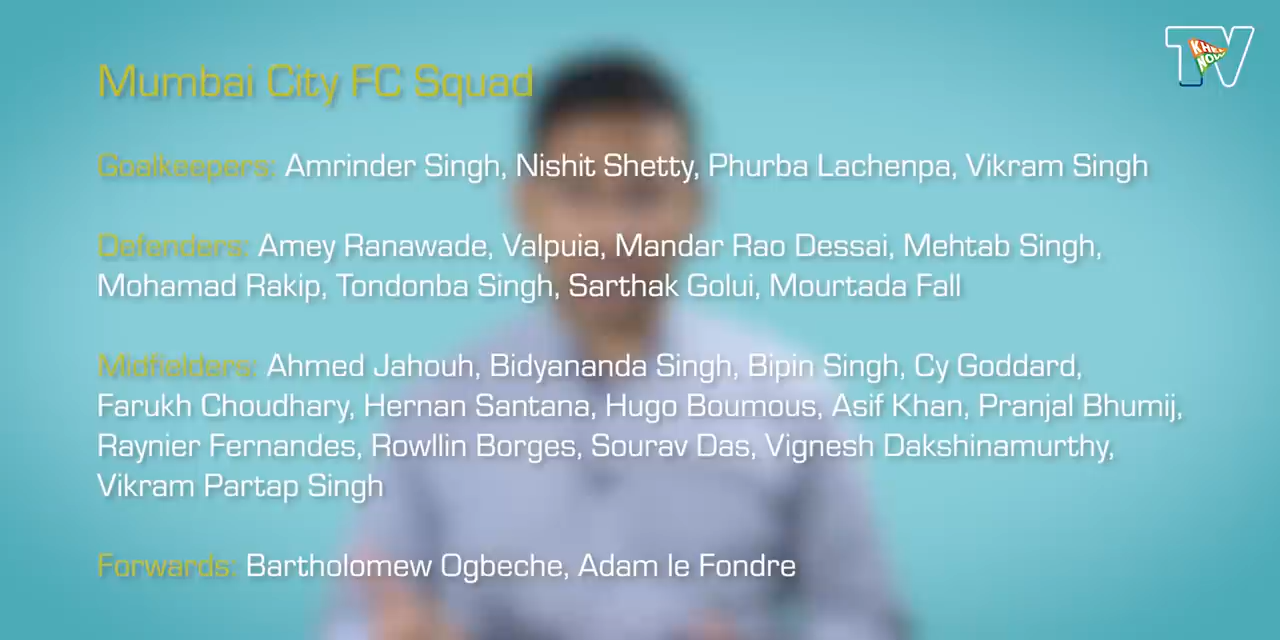 Mumbai City FC Squad
TV
KHEL
NOW
Goalkeepers: Amrinder Singh, Nishit Shetty, Phurba Lachenpa, Vikram Singh
Defenders: Amey Ranawade, Valpuia, Mandar Rao Dessai, Mehtab Singh,
Mohamad Rakip, Tondonba Singh, Sarthak Golui, Mourtada Fall
Midfielders: Ahmed Jahouh, Bidyananda Singh, Bipin Singh, Cy Goddard,
Farukh Choudhary, Hernan Santana, Hugo Boumous, Asif Khan, Pranjal Bhumij,
Raynier Fernandes, Rowllin Borges, Sourav Das, Vignesh Dakshinamurthy,
Vikram Partap Singh
Forwards: Bartholomew Ogbeche, Adam le Fondre